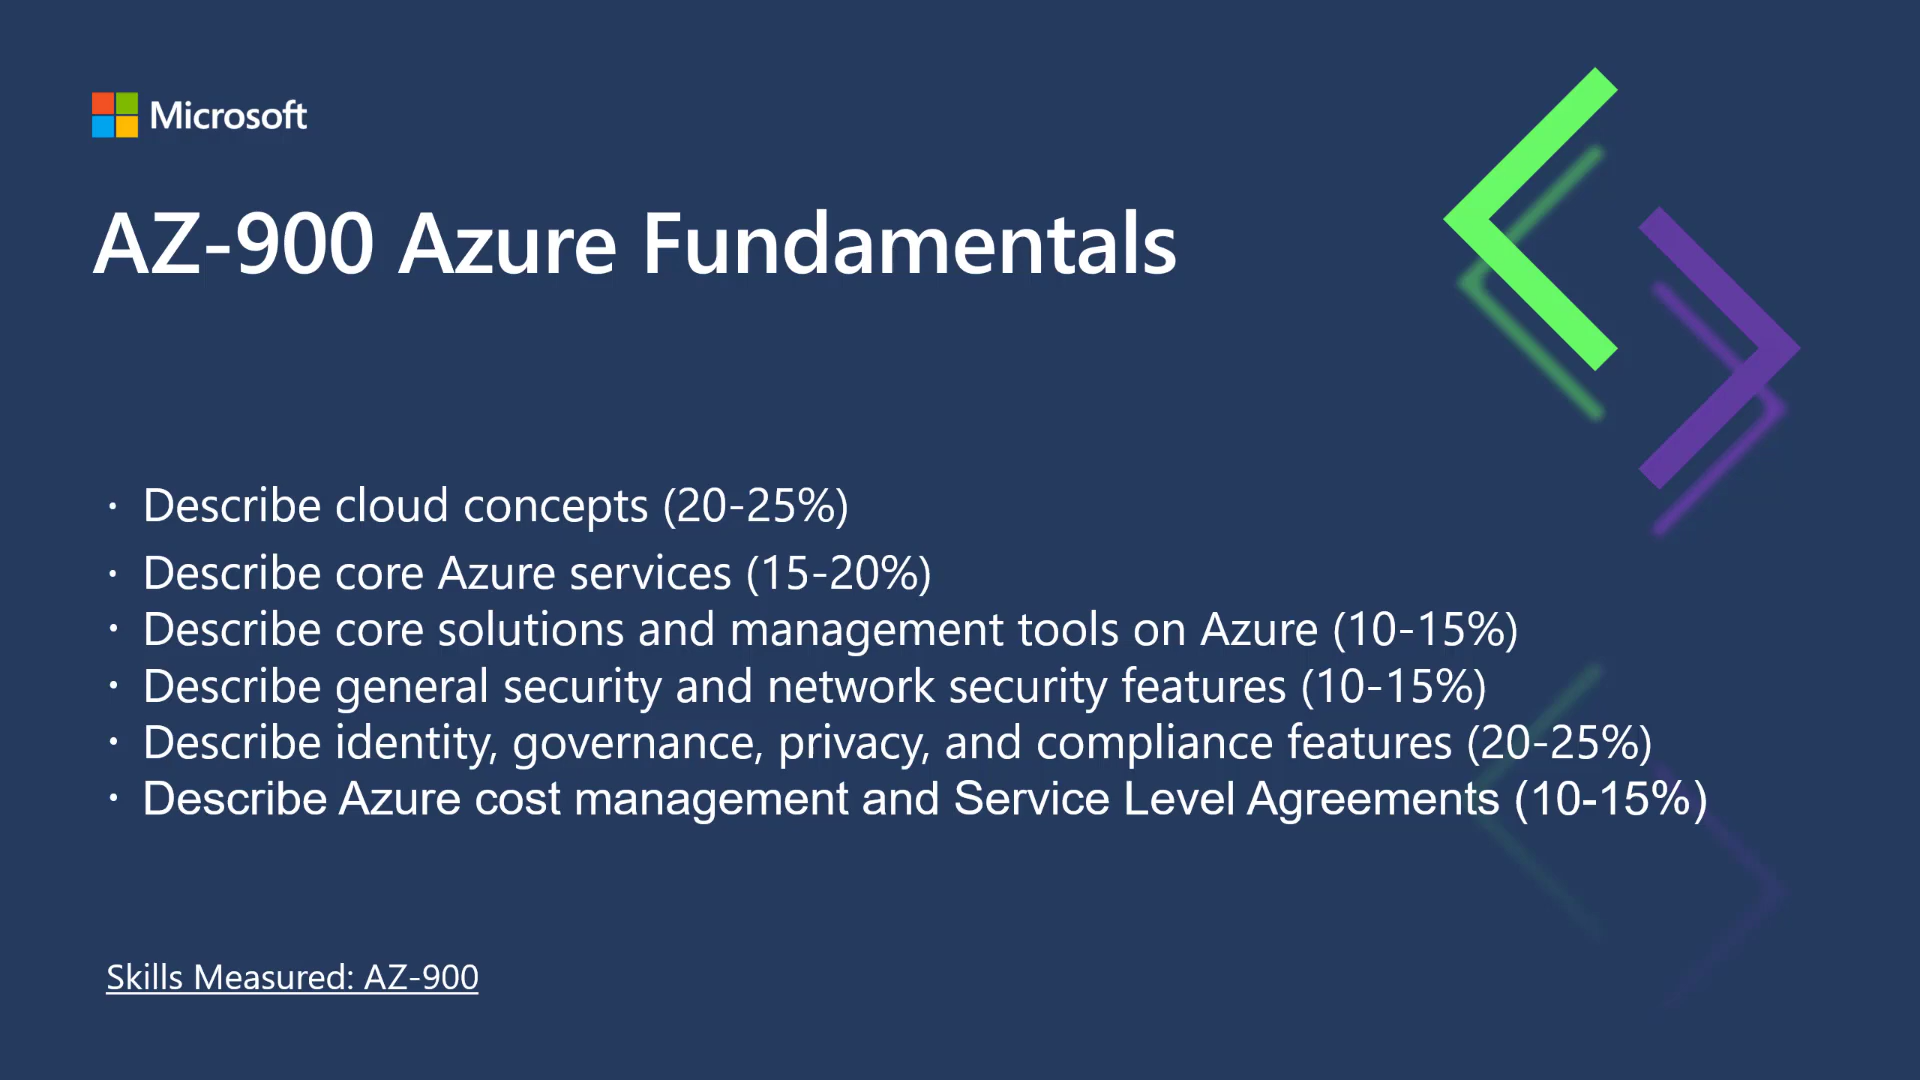 Microsoft
AZ-900 Azure Fundamentals
· Describe cloud concepts (20-25%)
· Describe core Azure services (15-20%)
· Describe core solutions and management tools on Azure (10-15%)
· Describe general security and network security features (10-15%)
· Describe identity, governance, privacy, and compliance features (20-25%)
· Describe Azure cost management and Service Level Agreements (10-15%)
Skills Measured: AZ-900